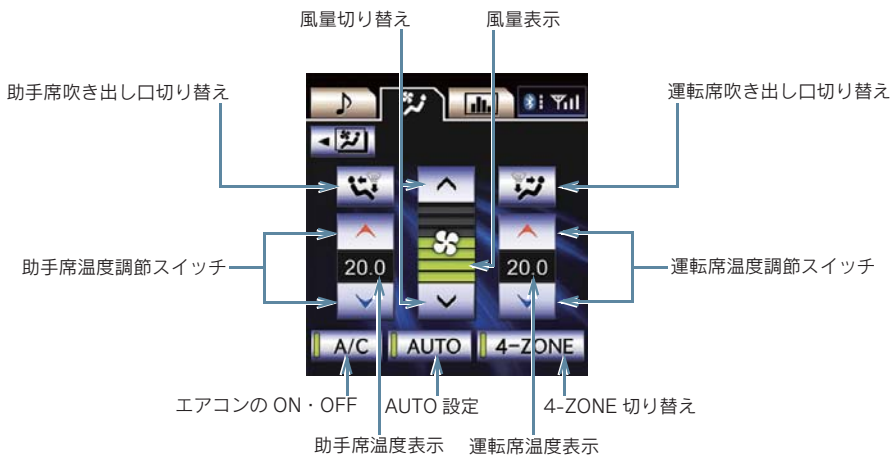 風量切り替え
風量表示
助手席吹き出し口切り替え
運転席吹き出し口切り替え
助手席温度調節スイッチ
20.0
20.0
運転席温度調節スイッチ
A/C
AUTO
4-ZONE
エアコンの ON・OFF
AUTO 設定
4-ZONE 切り替え
助手席温度表示
運転席温度表示